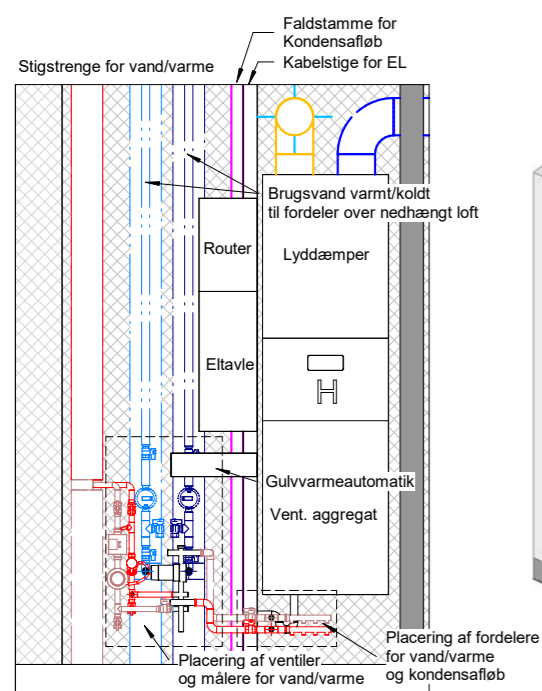 Faldstamme for
Kondensafløb
Stigstrenge for vand/varme
Kabelstige for EL
Brugsvand varmt/koldt
til fordeler over nedhængt loft
Router
Lyddæmper
Eltavle
Gulvvarmeautomatik
Vent. aggregat
Placering af ventiler
og målere for vand/varme
Placering af fordelere
for vand/varme
og kondensafløb